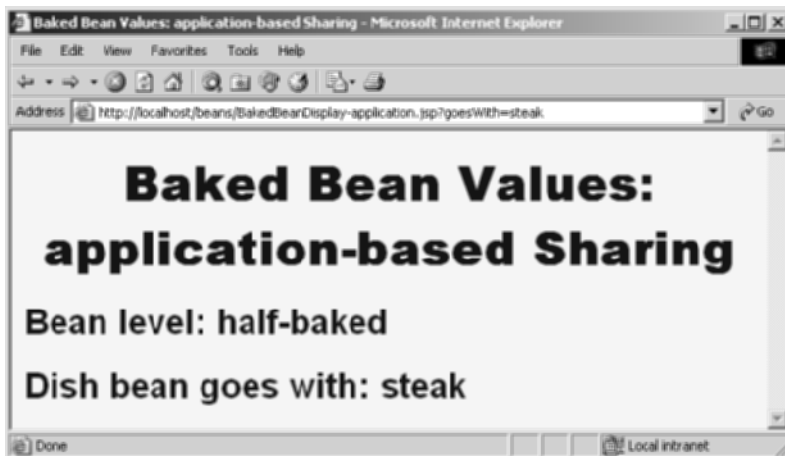 Baked Bean Values: application-based Sharing - Microsoft Internet Explorer
File Edit View Favorites Tools Help
Address http://localhost/beans/BakedBeanDisplay-application.jsp?goesWith=steak Go
Baked Bean Values:
application-based Sharing
Bean level: half-baked
Dish bean goes with: steak
Done Local intranet